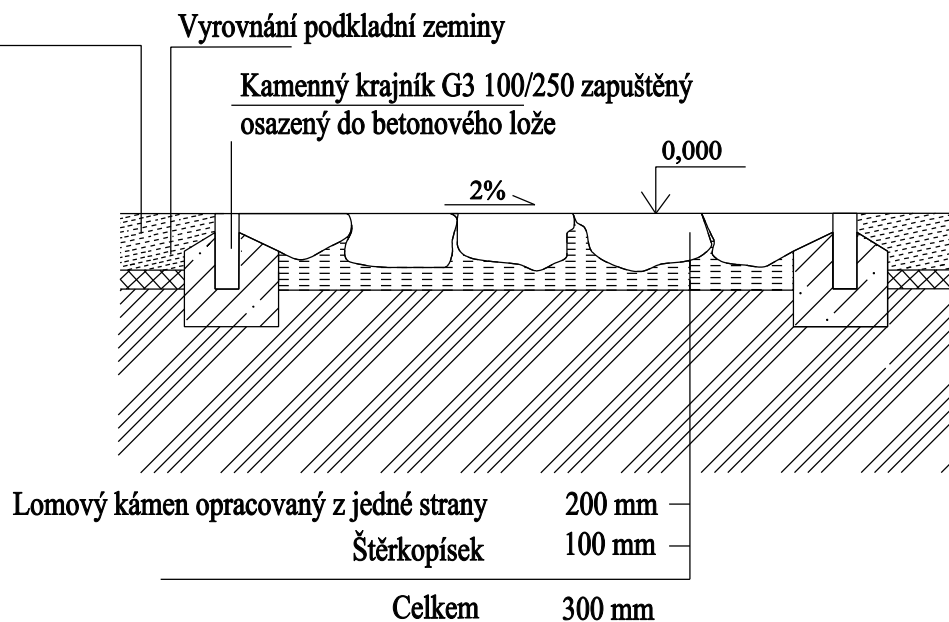 Vyrovnání podkladní zeminy
Kamenný krajník G3 100/250 zapuštěný
osazený do betonového lože
0,000
2%
Lomový kámen opracovaný z jedné strany 200 mm
Štěrkopísek 100 mm
Celkem 300 mm